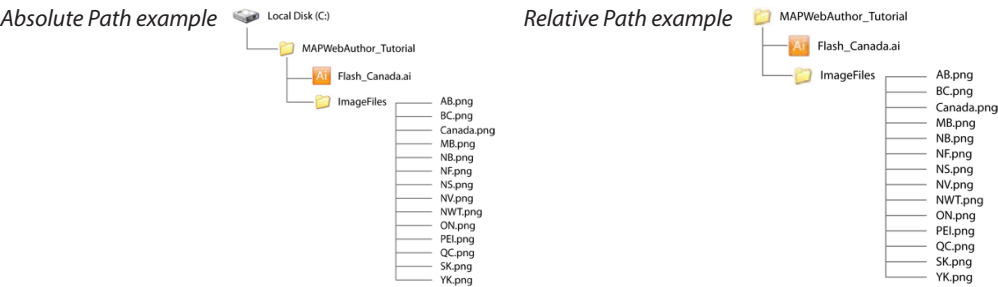 Absolute Path example
Local Disk (C:)
MAPWebAuthor_Tutorial
Ai Flash_Canada.ai
ImageFiles
AB.png
BC.png
Canada.png
MB.png
NB.png
NF.png
NS.png
NV.png
NWT.png
ON.png
PEI.png
QC.png
SK.png
YK.png
Relative Path example
MAPWebAuthor_Tutorial
Ai Flash_Canada.ai
ImageFiles
AB.png
BC.png
Canada.png
MB.png
NB.png
NF.png
NS.png
NV.png
NWT.png
ON.png
PEI.png
QC.png
SK.png
YK.png